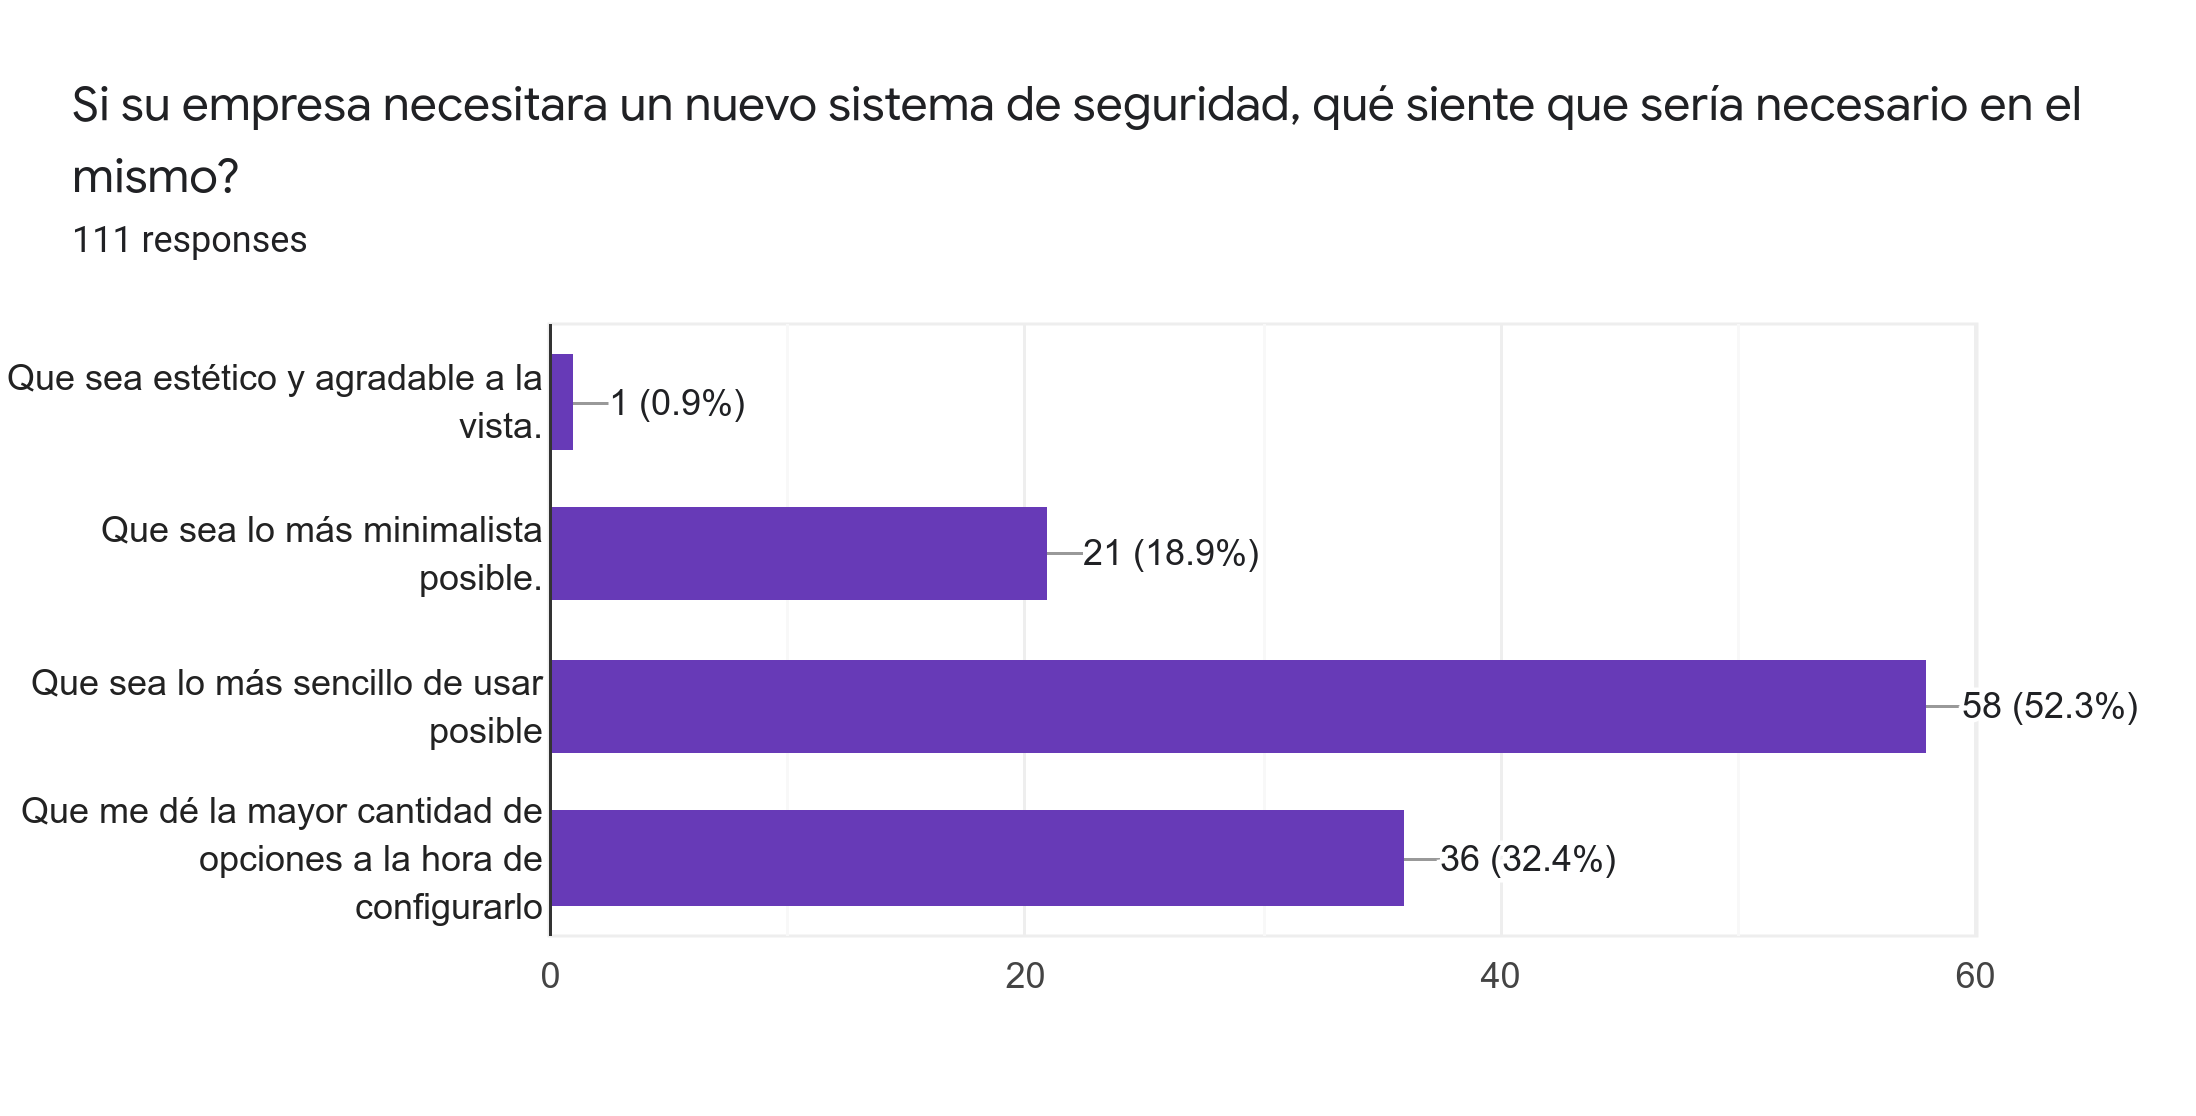 Si su empresa necesitara un nuevo sistema de seguridad, qué siente que sería necesario en el
mismo?
111 responses
Que sea estético y agradable a la
vista.
1 (0.9%)
Que sea lo más minimalista
posible.
21 (18.9%)
Que sea lo más sencillo de usar
posible
58 (52.3%)
Que me dé la mayor cantidad de
opciones a la hora de
configurarlo
36 (32.4%)
0 20 40 60